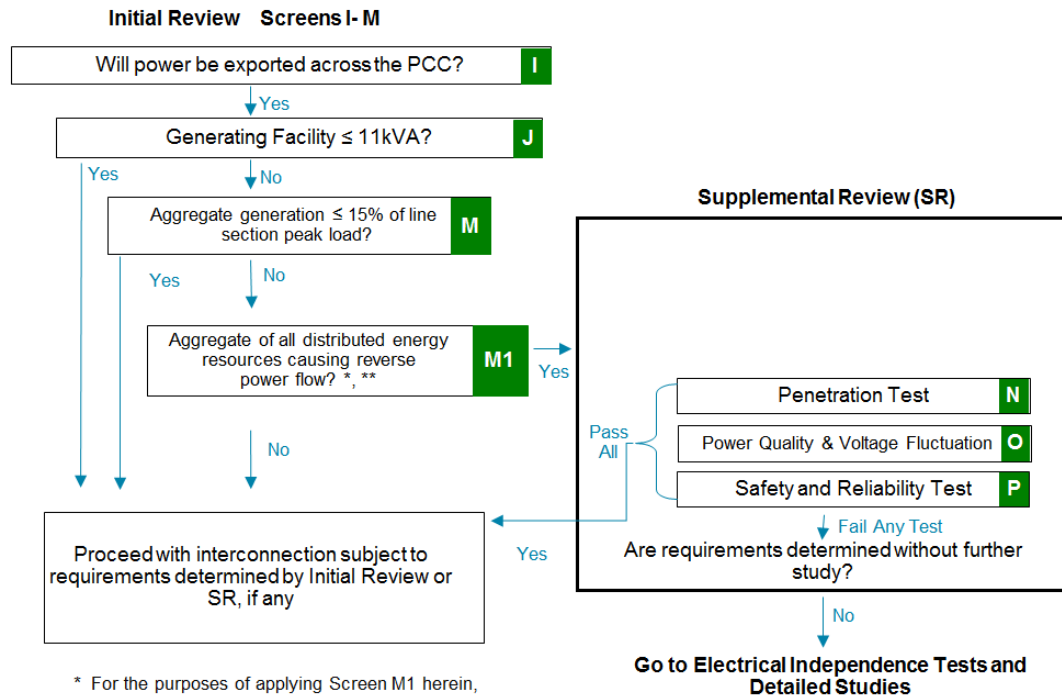 Initial Review Screens I- M
Will power be exported across the PCC?
I
Yes
Generating Facility ≤ 11kVA?
J
Yes
No
Aggregate generation ≤ 15% of line
section peak load?
M
Yes
No
Aggregate of all distributed energy
resources causing reverse
power flow? *, **
M1
Yes
No
Supplemental Review (SR)
Penetration Test
N
Pass
All
Power Quality & Voltage Fluctuation
O
Safety and Reliability Test
P
Fail Any Test
Are requirements determined without further
study?
Yes
Proceed with interconnection subject to
requirements determined by Initial Review or
SR, if any
No
Go to Electrical Independence Tests and
Detailed Studies
* For the purposes of applying Screen M1 herein,